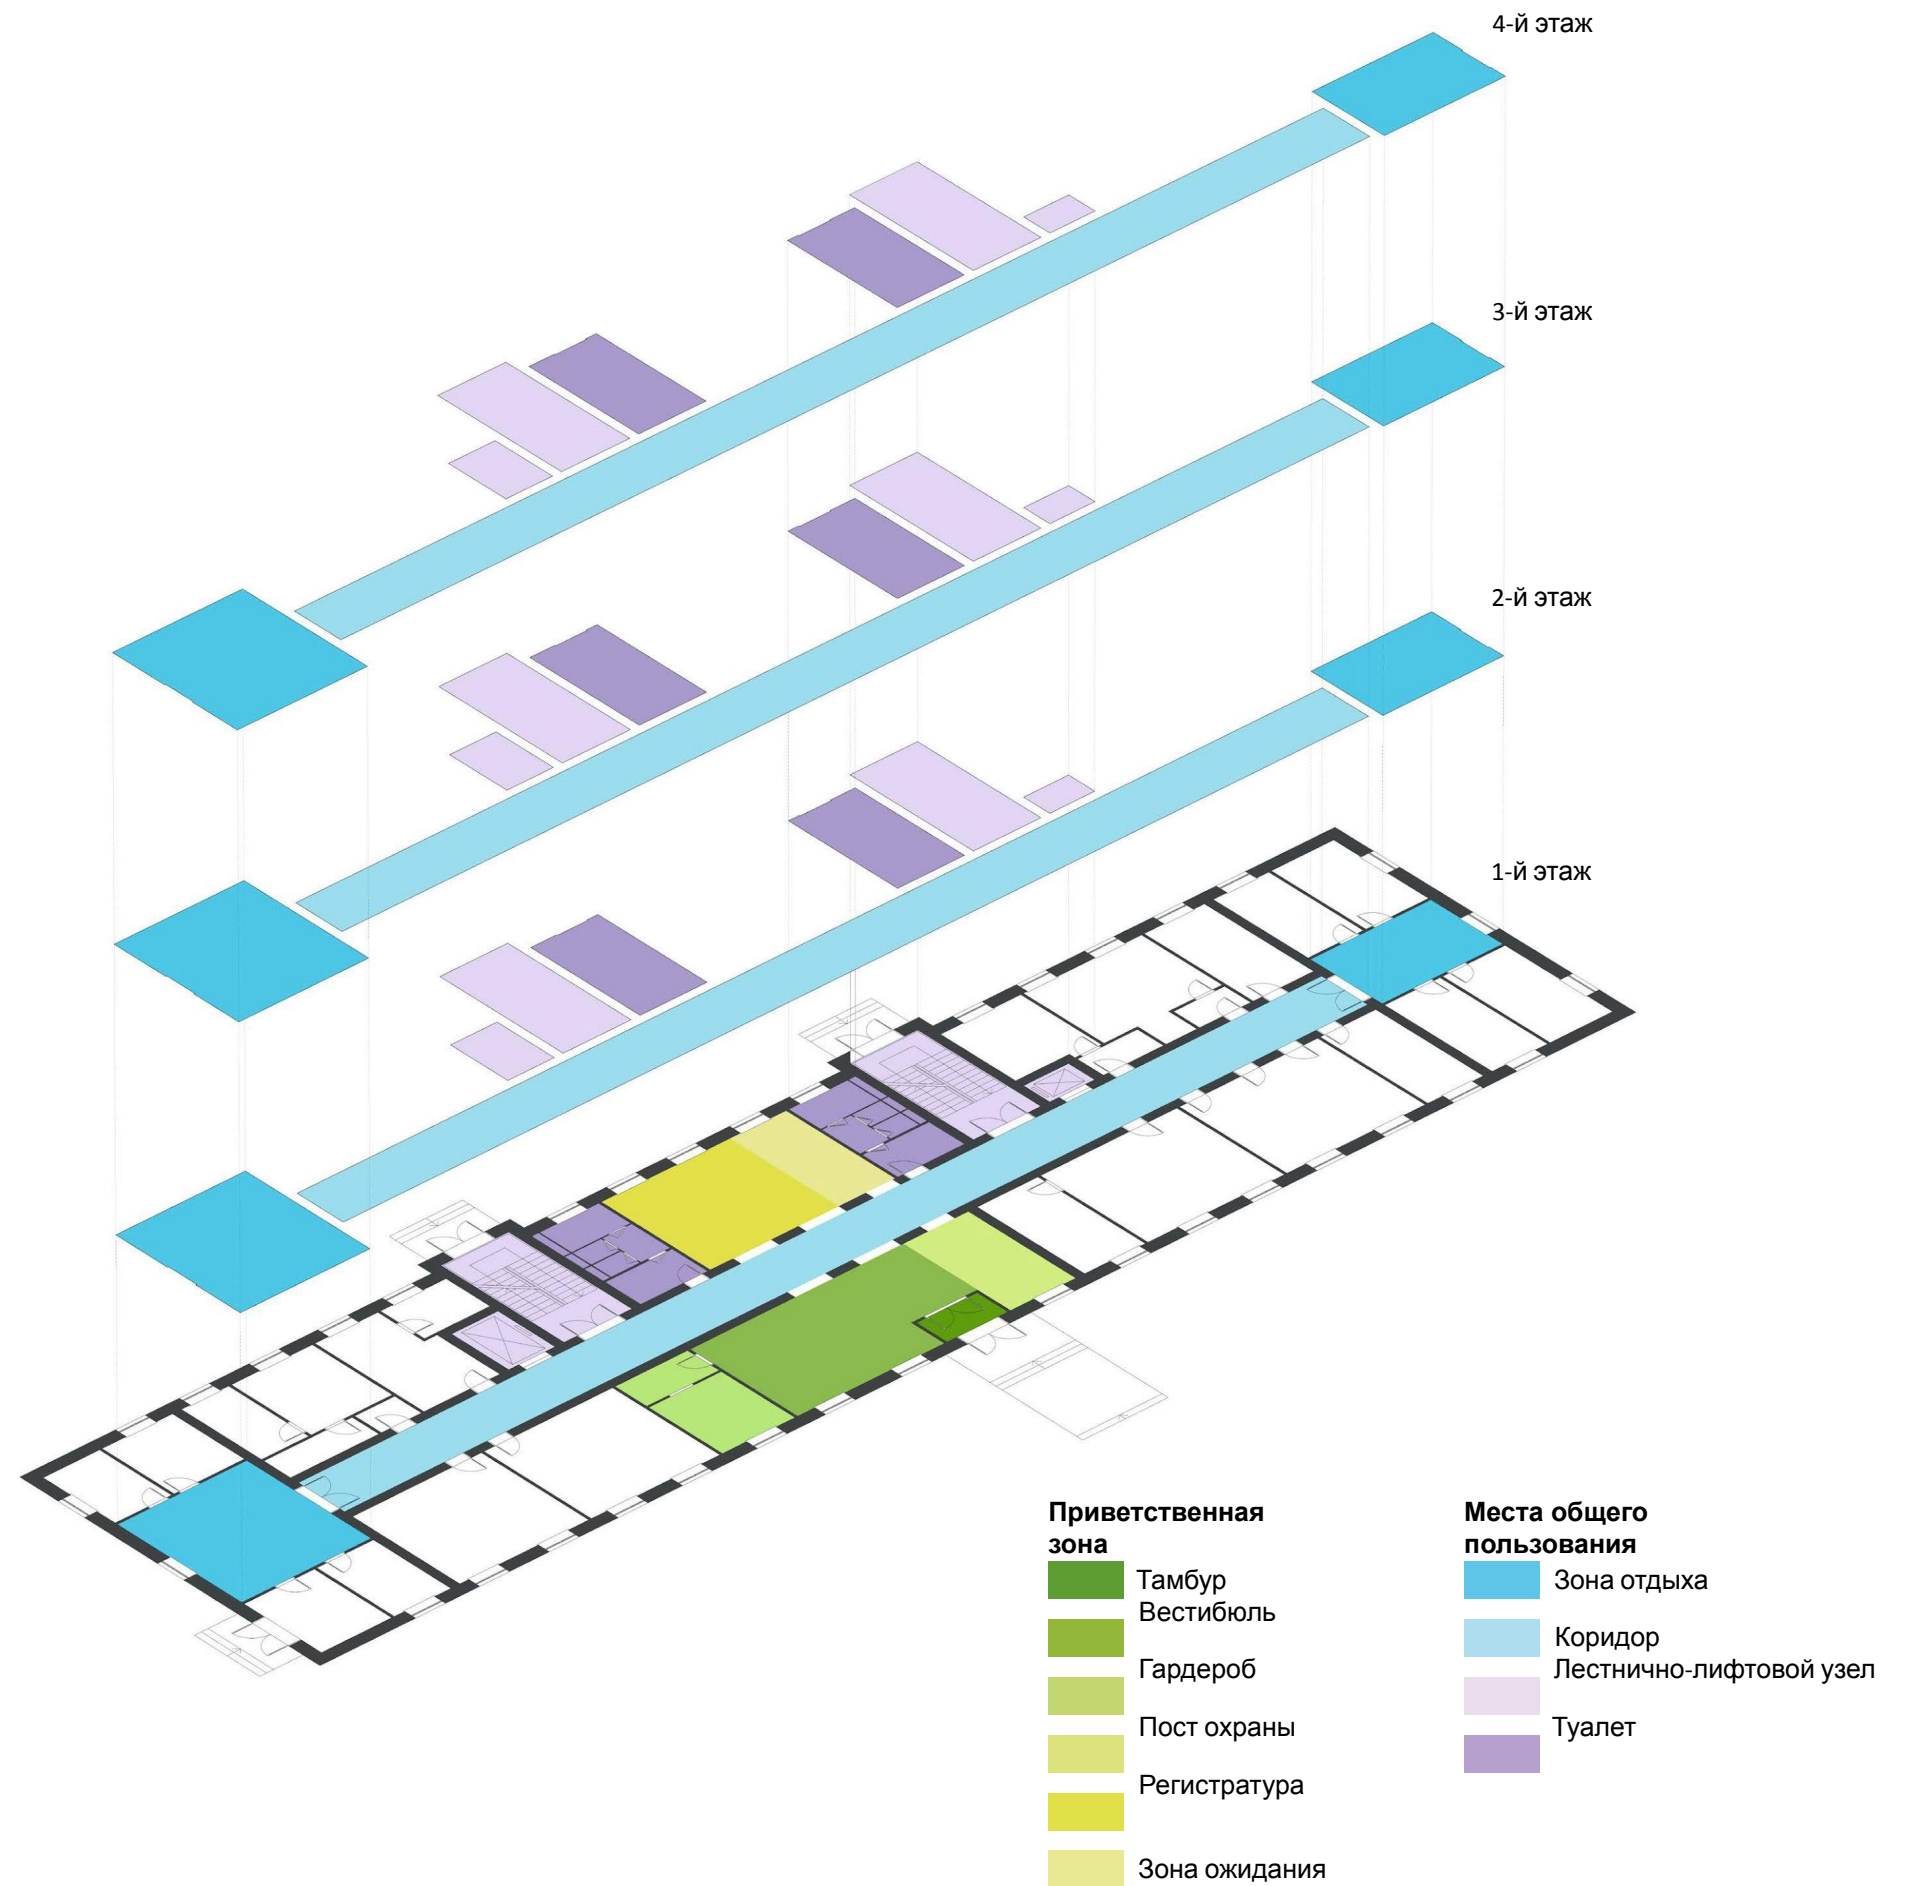 4-й этаж
3-й этаж
2-й этаж
1-й этаж
Приветственная
зона
Тамбур
Вестибюль
Гардероб
Пост охраны
Регистратура
Зона ожидания
Места общего
пользования
Зона отдыха
Коридор
Лестнично-лифтовой узел
Туалет